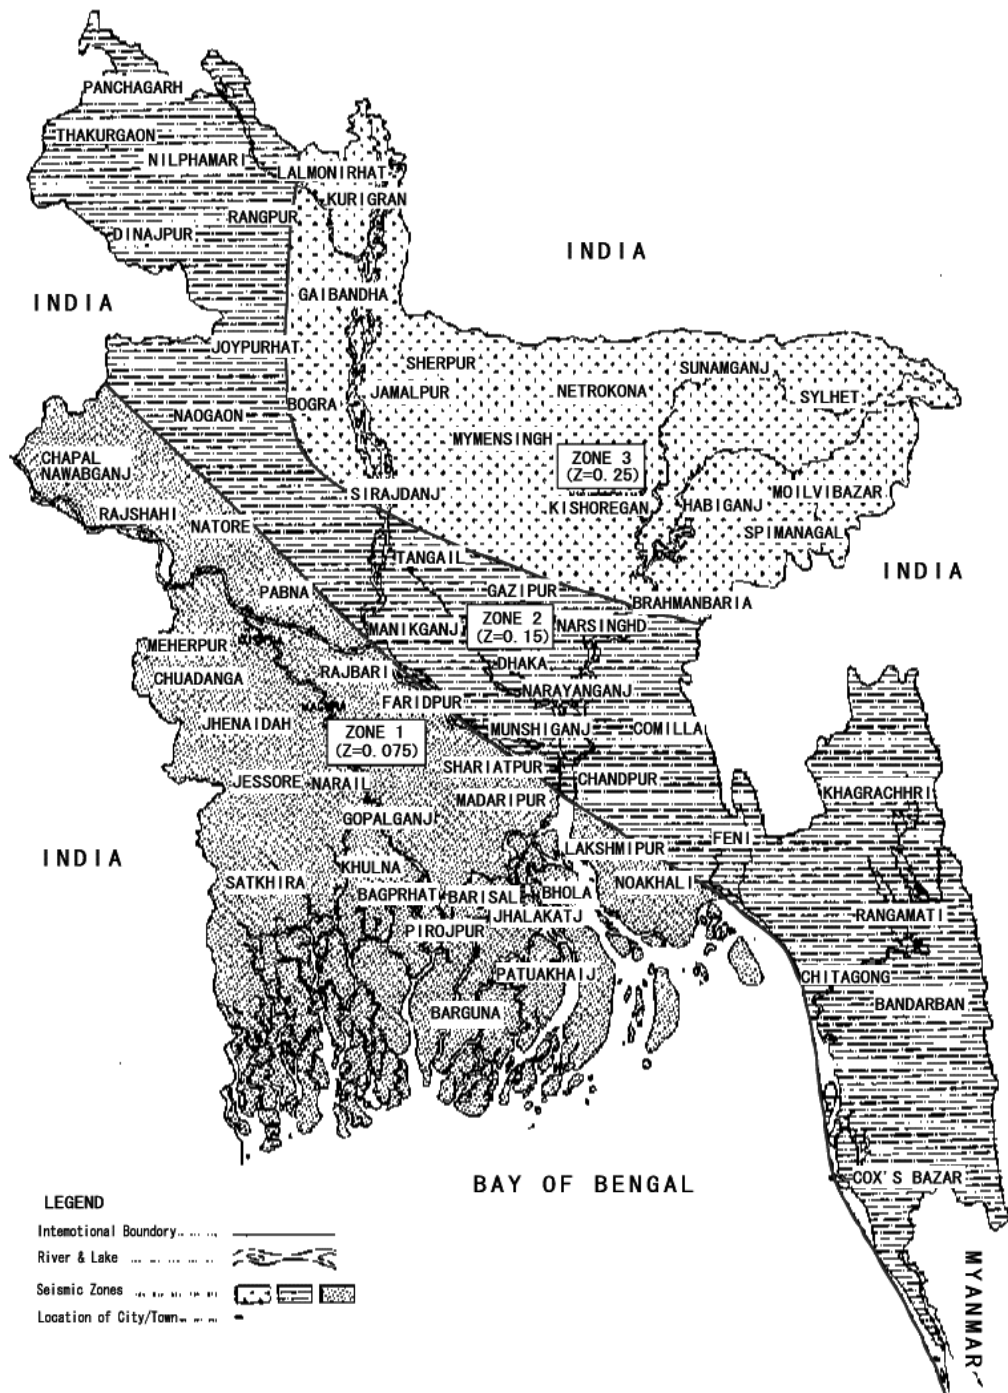 PANCHAGARH
THAKURGAON
NILPHAMARI
LALMONIRHAT
KURIGRAN
RANGPUR
DINAJPUR
INDIA
GAIBANDHA
INDIA
JOYPURHAT
SHERPUR
SUNAMGANJ
JAMALPUR
NETROKONA
SYLHET
BOGRA
NAOGAON
MYMENSINGH
CHAPAL
NAWABGANJ
ZONE 3
(Z=0.25)
SIRAJDANJ
MOILVIBAZAR
KISHOREGAN
HABIGANJ
RAJSHAHI
NATORE
SPIMANAGAL
TANGAIL
INDIA
PABNA
GAZIPUR
BRAHMANBARIA
ZONE 2
(Z=0.15)
MANIKGANJ
NARSINGHD
MEHERPUR
RAJBARI
DHAKA
CHUADANGA
NARAYANGANJ
FARIDPUR
MAGURA
JHENAIDAH
ZONE 1
(Z=0.075)
MUNSHIGANJ
COMILLA
SHARIATPUR
JESSORE
NARAIL
CHANDPUR
KHAGRACHHRI
MADARIPUR
GOPALGANJ
FENI
LAKSHMIPUR
INDIA
KHULNA
SATKHIRA
NOAKHALI
BAGPRHAT
BARISAL
BHOLA
JHALAKATJ
RANGAMATI
PIROJPUR
PATUAKHAIJ
CHITAGONG
BANDARBAN
BARGUNA
COX'S BAZAR
BAY OF BENGAL
MYANMAR
LEGEND
Intemotional Boundary
River & Lake
Seismic Zones
Location of City/Town